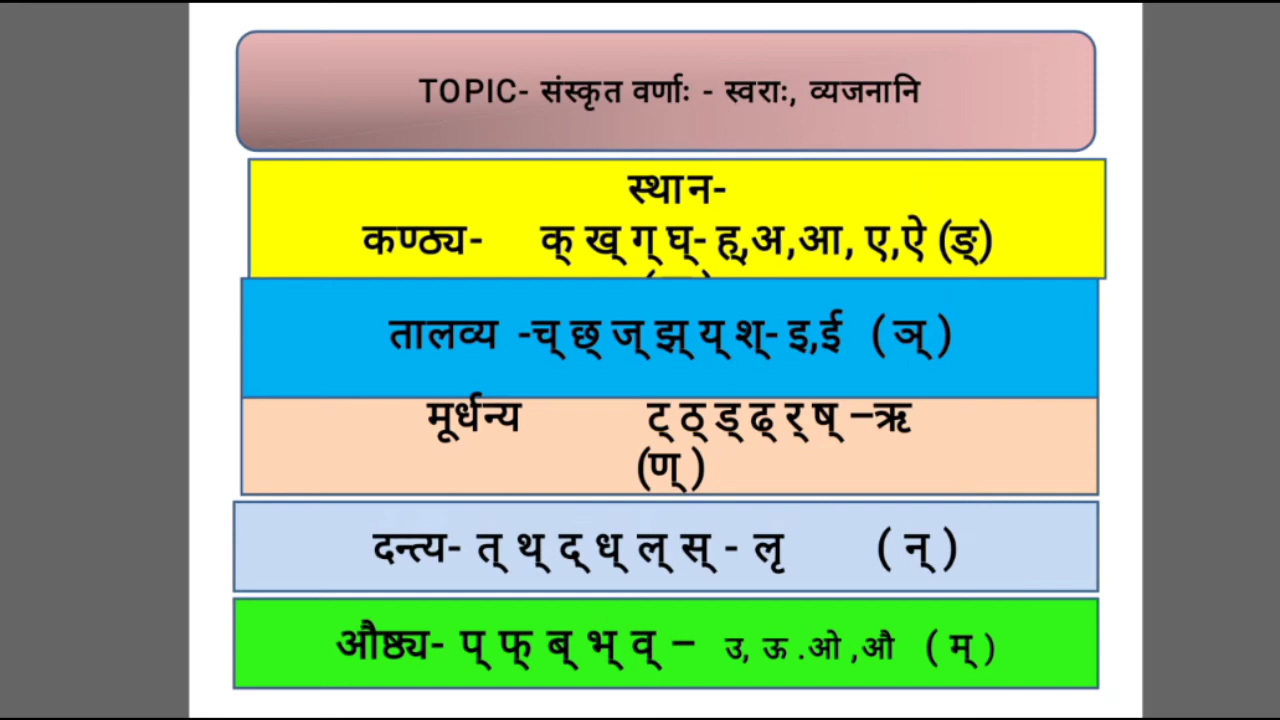 TOPIC- संस्कृत वर्णाः - स्वराः, व्यजनानि
स्थान-
कण्ठ्य- क् ख् ग् घ्- ह्,अ,आ, ए,ऐ (ङ्)
तालव्य -च् छ् ज् झ् य् श्- इ,ई ( ञ् )
मूर्धन्य ट् ठ् ड् ढ् र् ष् –ऋ
(ण् )
दन्त्य- त् थ् द् ध् ल् स् - लृ ( न् )
औष्ठ्य- प् फ् ब् भ् व् – उ, ऊ .ओ ,औ ( म् )